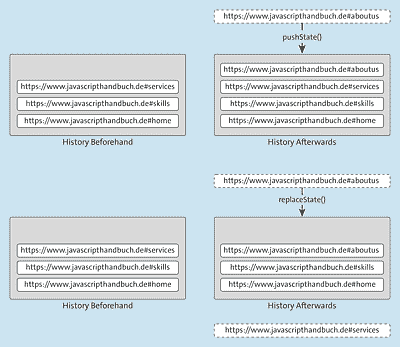 https://www.javascripthandbuch.de#aboutus
pushState()
https://www.javascripthandbuch.de#services
https://www.javascripthandbuch.de#skills
https://www.javascripthandbuch.de#home
History Beforehand
https://www.javascripthandbuch.de#aboutus
https://www.javascripthandbuch.de#services
https://www.javascripthandbuch.de#skills
https://www.javascripthandbuch.de#home
History Afterwards
https://www.javascripthandbuch.de#aboutus
replaceState()
https://www.javascripthandbuch.de#services
https://www.javascripthandbuch.de#skills
https://www.javascripthandbuch.de#home
History Beforehand
https://www.javascripthandbuch.de#aboutus
https://www.javascripthandbuch.de#skills
https://www.javascripthandbuch.de#home
History Afterwards
https://www.javascripthandbuch.de#services